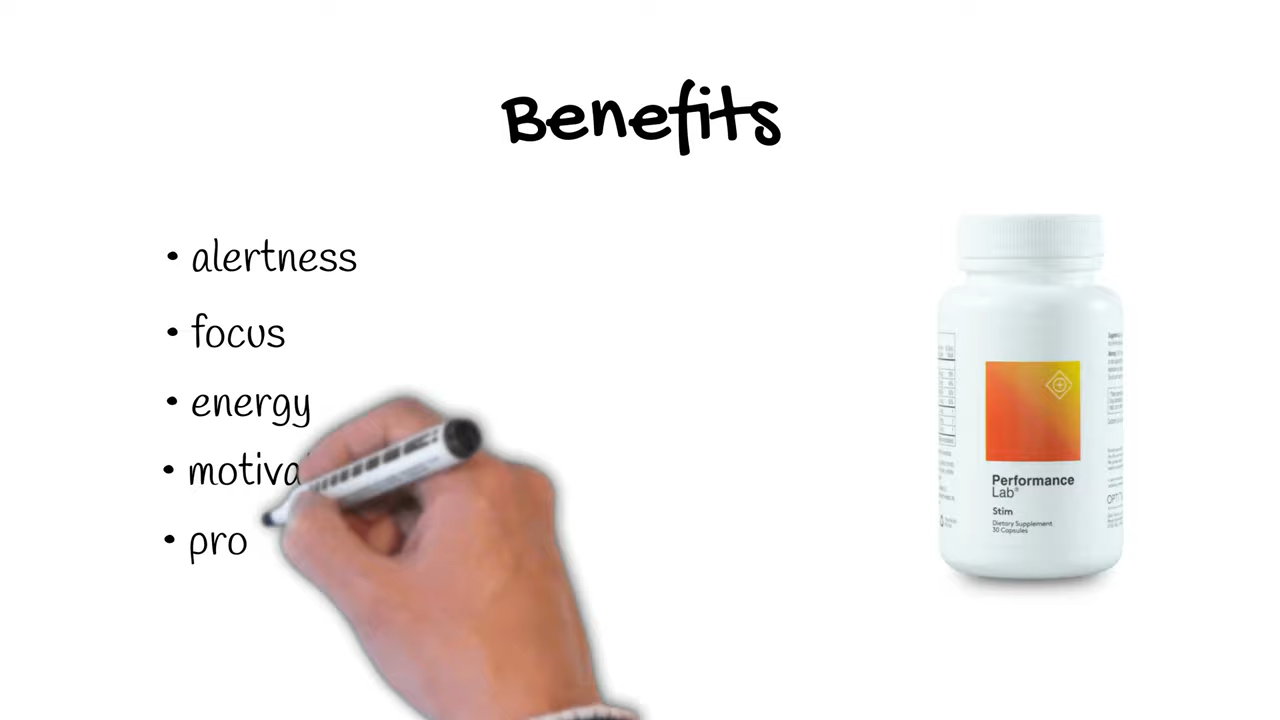 Benefits
• alertness
• focus
• energy
• motiva
• pro
Performance
Lab®
Stim
Dietary Supplement
30 Capsules